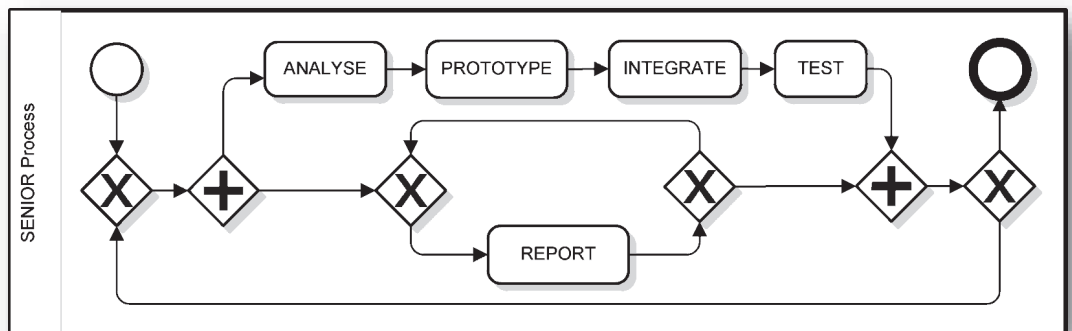 SENIOR Process
ANALYSE
PROTOTYPE
INTEGRATE
TEST
X
X
X
X
REPORT